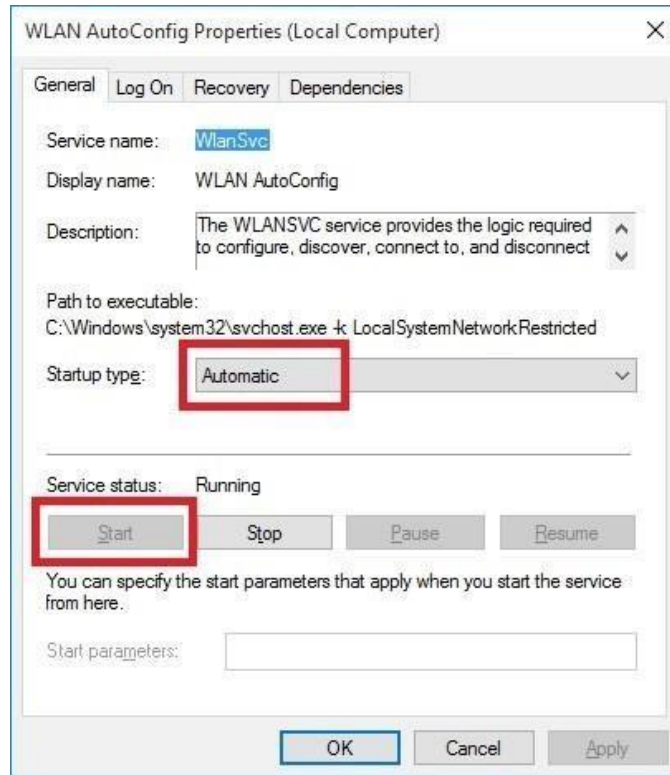 WLAN AutoConfig Properties (Local Computer)
General Log On Recovery Dependencies
Service name: WlanSvc
Display name: WLAN AutoConfig
Description: The WLANSVC service provides the logic required
to configure, discover, connect to, and disconnect
Path to executable:
C:\Windows\system32\svchost.exe -k LocalSystemNetworkRestricted
Startup type: Automatic
Service status: Running
Start Stop Pause Resume
You can specify the start parameters that apply when you start the service
from here.
Start parameters:
OK Cancel Apply